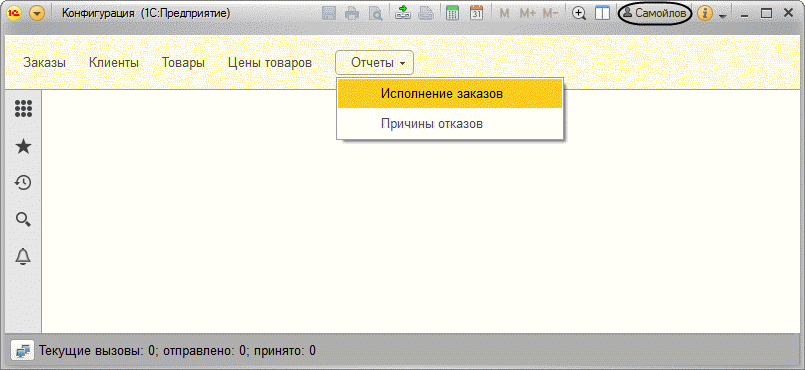 1С Конфигурация (1С:Предприятие) 31 M M+ M− Самойлов i
Заказы Клиенты Товары Цены товаров Отчеты
Исполнение заказов
Причины отказов
Текущие вызовы: 0; отправлено: 0; принято: 0